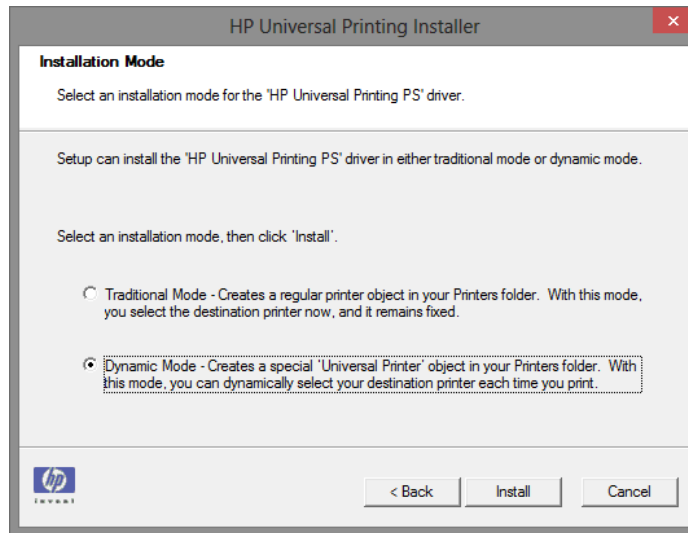 HP Universal Printing Installer
Installation Mode
Select an installation mode for the 'HP Universal Printing PS' driver.
Setup can install the 'HP Universal Printing PS' driver in either traditional mode or dynamic mode.
Select an installation mode, then click 'Install'.
Traditional Mode - Creates a regular printer object in your Printers folder.  With this mode,
you select the destination printer now, and it remains fixed.
Dynamic Mode - Creates a special 'Universal Printer' object in your Printers folder.  With
this mode, you can dynamically select your destination printer each time you print.
hp
invent
< Back
Install
Cancel